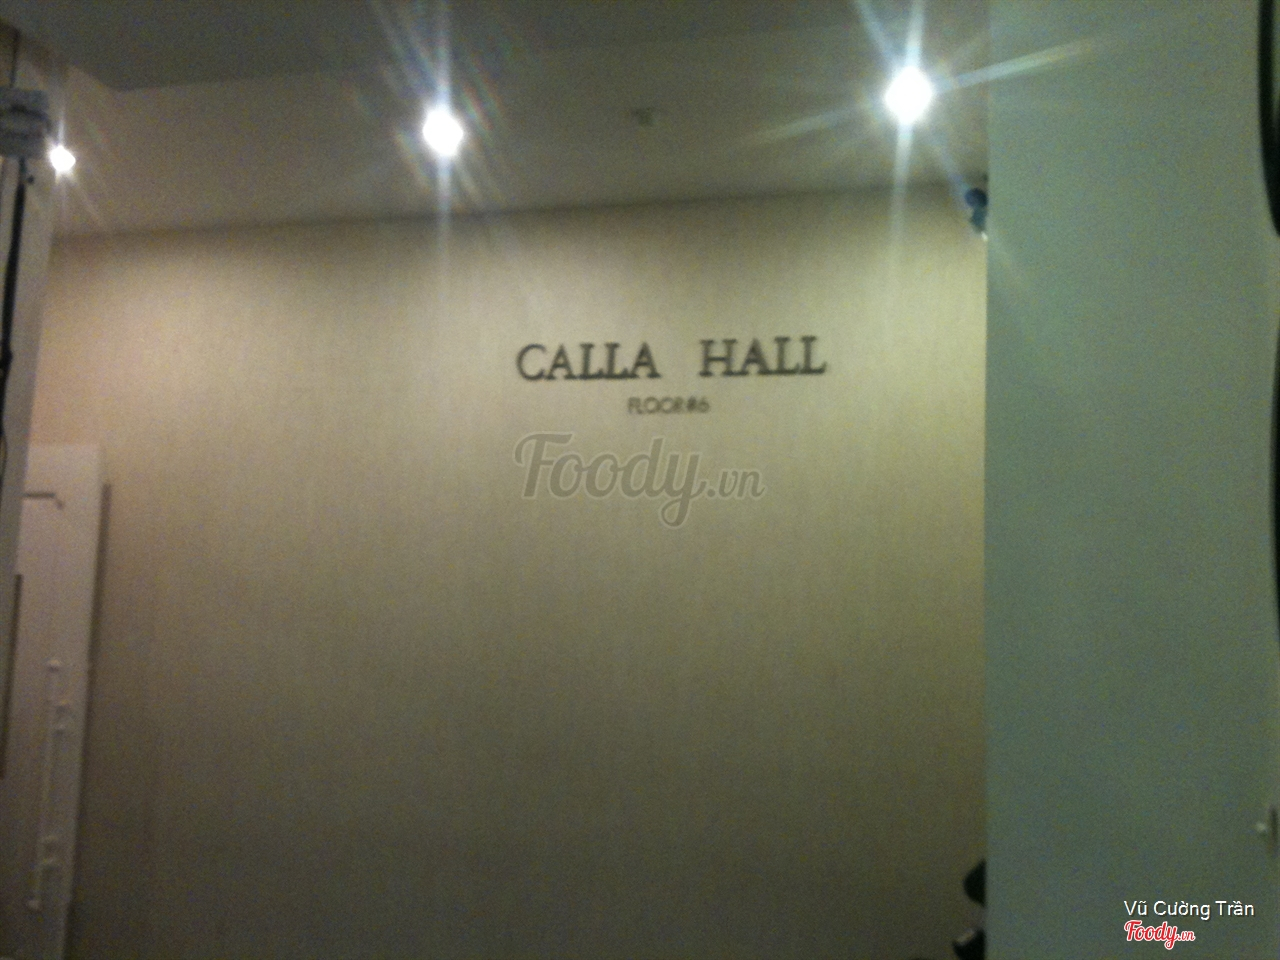 CALLA HALL
FLOOR#6
Foody.vn
Vũ Cường Trần
Foody.vn